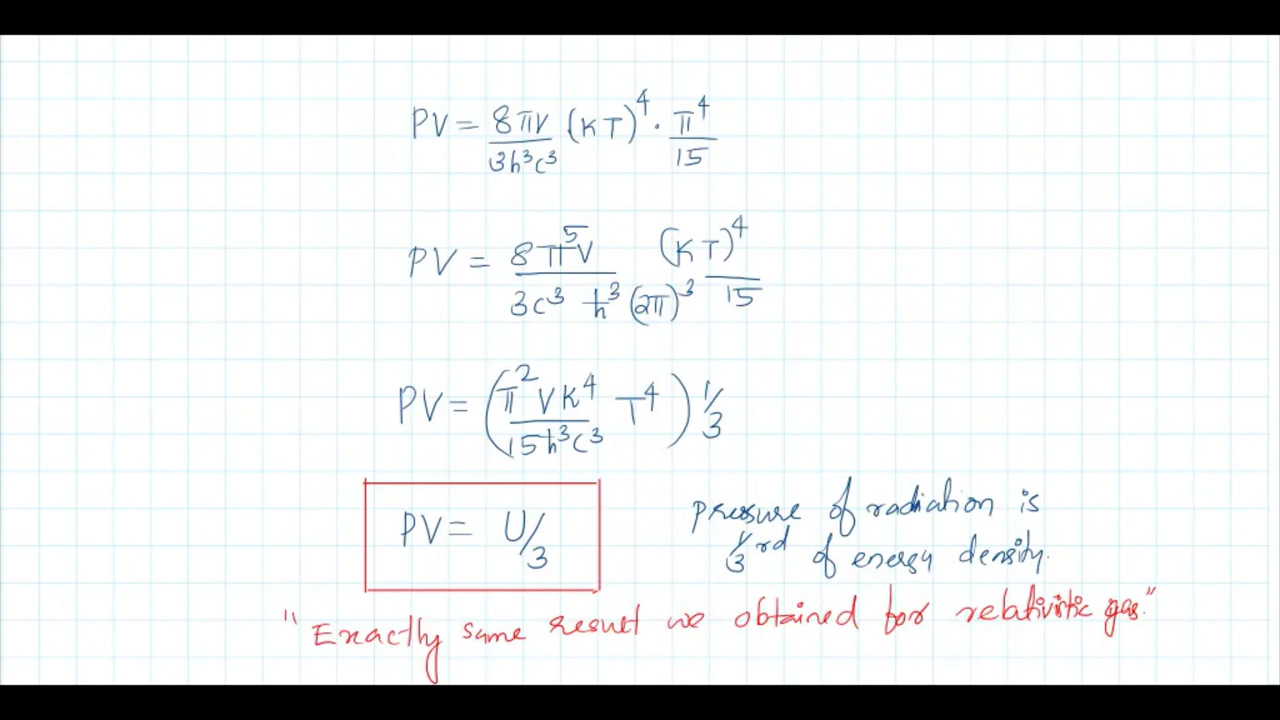 PV = 8πV/3h³c³ (KT)⁴ · π⁴/15
PV = 8π⁵V/3c³ ħ³(2π)³ (KT)⁴/15
PV = (π²VK⁴/15ħ³c³ T⁴) 1/3
PV = U/3
pressure of radiation is
1/3rd of energy density.
"Exactly same result we obtained for relativitic gas."